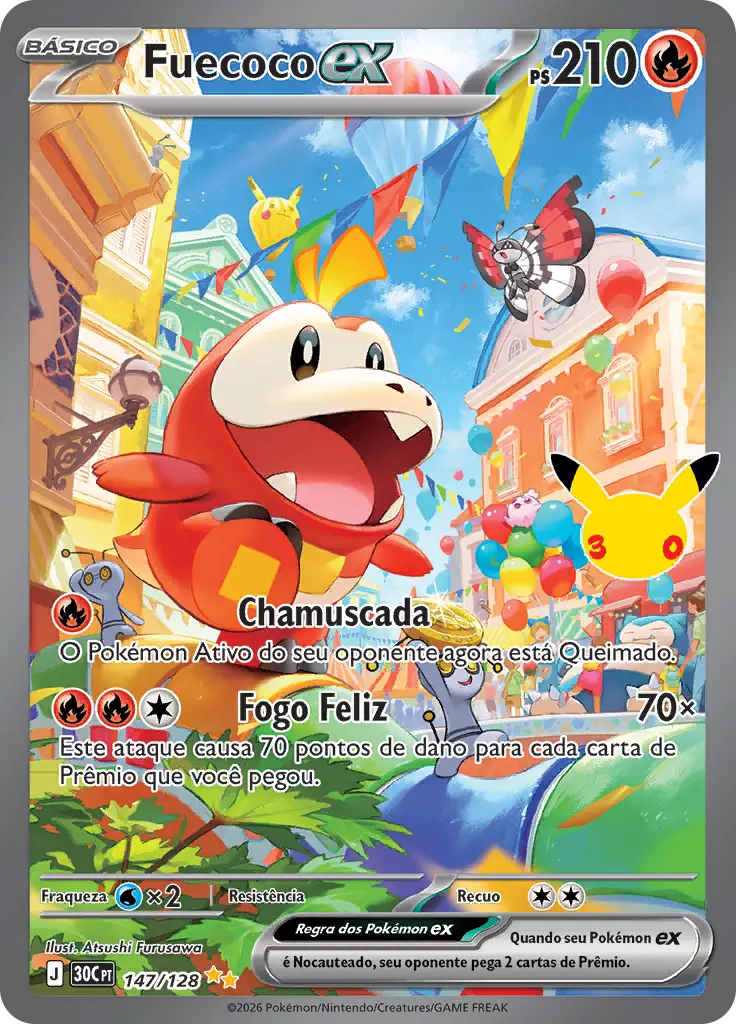 BÁSICO
Fuecoco ex
PS 210
30
Chamuscada
O Pokémon Ativo do seu oponente agora está Queimado.
Fogo Feliz 70×
Este ataque causa 70 pontos de dano para cada carta de
Prêmio que você pegou.
Fraqueza ×2 Resistência Recuo
Ilust. Atsushi Furusawa
Regra dos Pokémon ex Quando seu Pokémon ex
é Nocauteado, seu oponente pega 2 cartas de Prêmio.
J 30C PT 147/128
©2026 Pokémon/Nintendo/Creatures/GAME FREAK